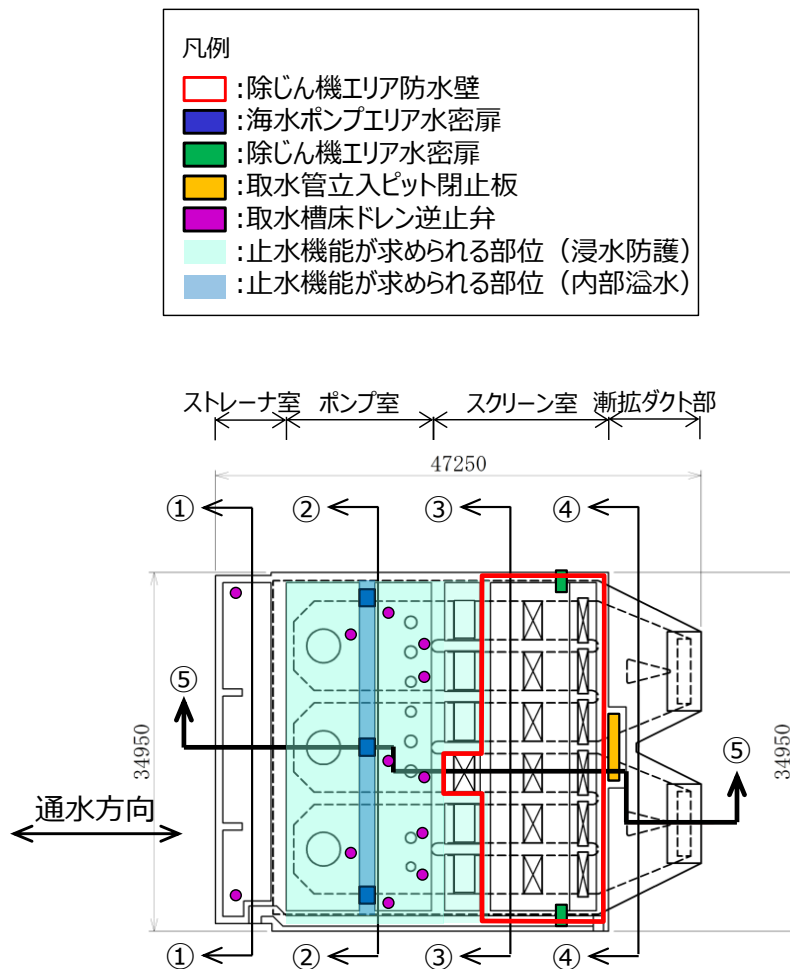 凡例
:除じん機エリア防水壁
:海水ポンプエリア水密扉
:除じん機エリア水密扉
:取水管立入ピット閉止板
:取水槽床ドレン逆止弁
:止水機能が求められる部位（浸水防護）
:止水機能が求められる部位（内部溢水）
ストレーナ室 ポンプ室 スクリーン室 漸拡ダクト部
47250
① ② ③ ④
⑤
34950
34950
⑤
通水方向
① ② ③ ④